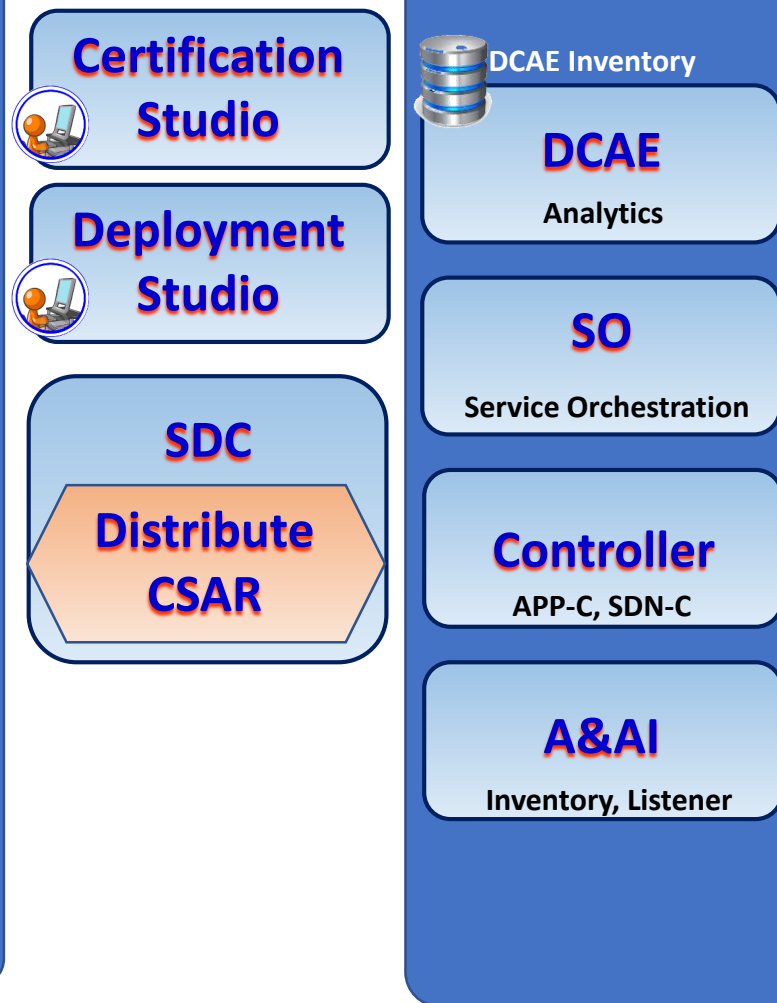 Certification
Studio
Deployment
Studio
SDC
Distribute
CSAR
DCAE Inventory
DCAE
Analytics
SO
Service Orchestration
Controller
APP-C, SDN-C
A&AI
Inventory, Listener